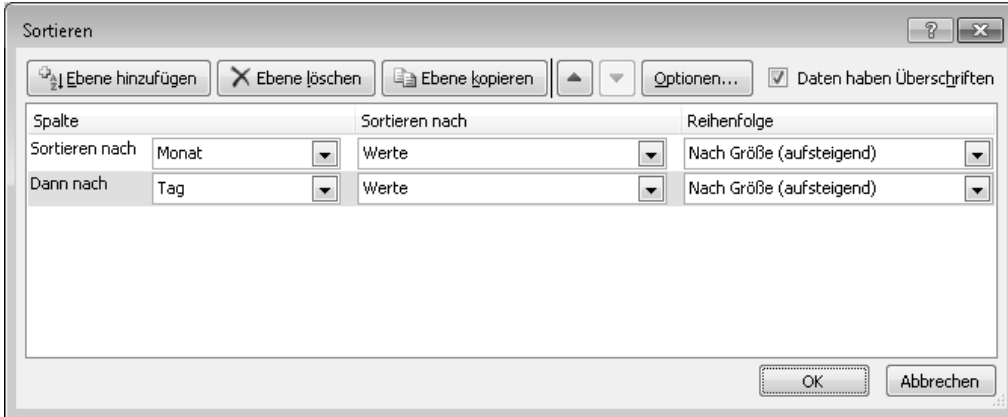 Sortieren
Ebene hinzufügen Ebene löschen Ebene kopieren Optionen... Daten haben Überschriften
Spalte Sortieren nach Reihenfolge
Sortieren nach Monat Werte Nach Größe (aufsteigend)
Dann nach Tag Werte Nach Größe (aufsteigend)
OK Abbrechen